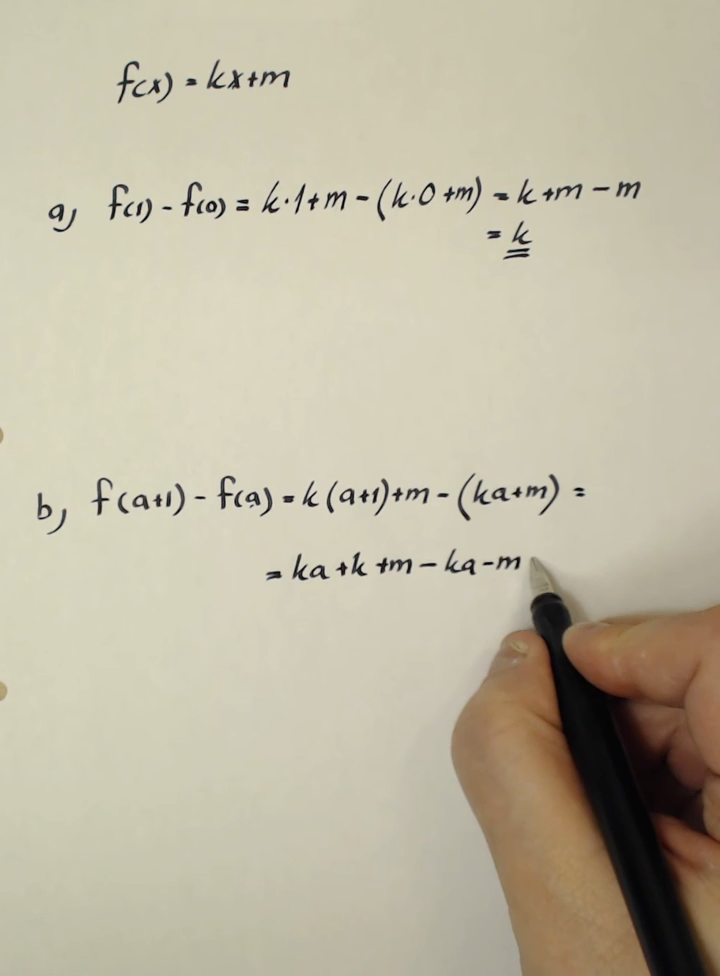 f(x) = kx+m
a) f(1) - f(0) = k·1+m - (k·0+m) = k+m-m
= k
b) f(a+1) - f(a) = k(a+1)+m - (ka+m) =
= ka+k+m-ka-m